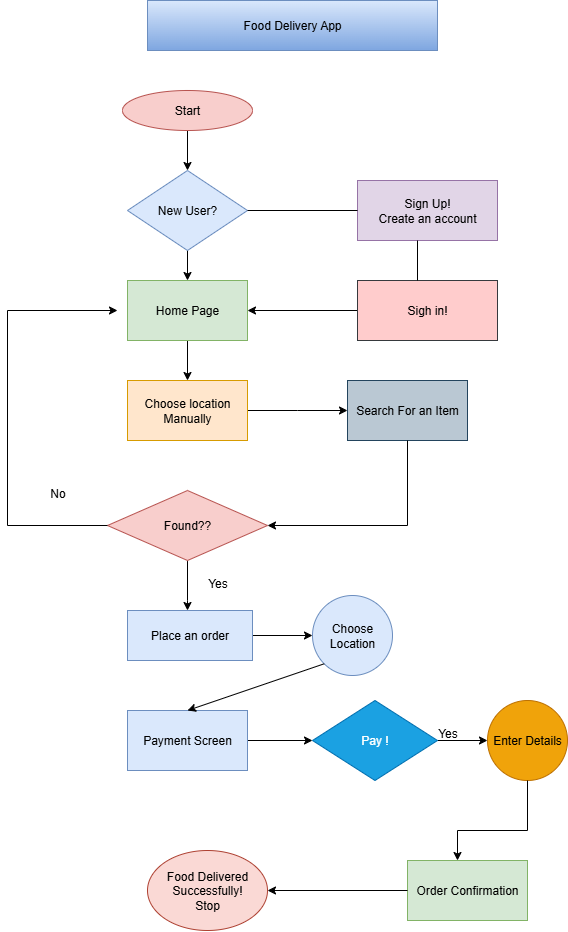 Food Delivery App
Start
New User?
Sign Up!
Create an account
Home Page
Sigh in!
Choose location
Manually
Search For an Item
No
Found??
Yes
Place an order
Choose
Location
Payment Screen
Pay !
Yes
Enter Details
Food Delivered
Successfully!
Stop
Order Confirmation